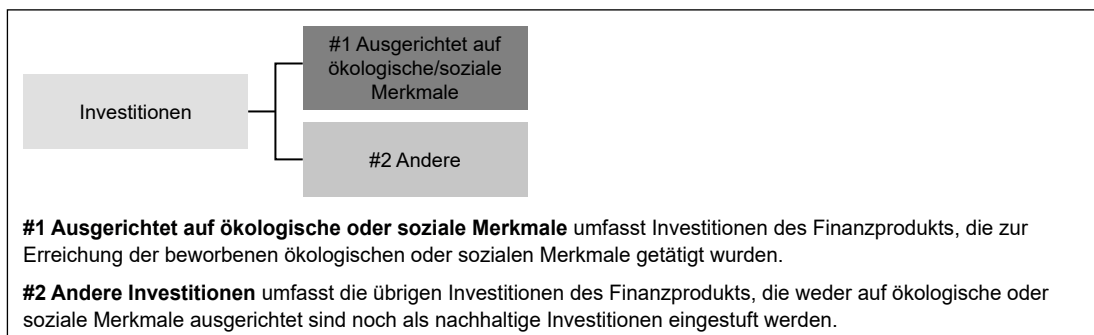 #1 Ausgerichtet auf
ökologische/soziale
Merkmale
Investitionen
#2 Andere
#1 Ausgerichtet auf ökologische oder soziale Merkmale umfasst Investitionen des Finanzprodukts, die zur
Erreichung der beworbenen ökologischen oder sozialen Merkmale getätigt wurden.
#2 Andere Investitionen umfasst die übrigen Investitionen des Finanzprodukts, die weder auf ökologische oder
soziale Merkmale ausgerichtet sind noch als nachhaltige Investitionen eingestuft werden.